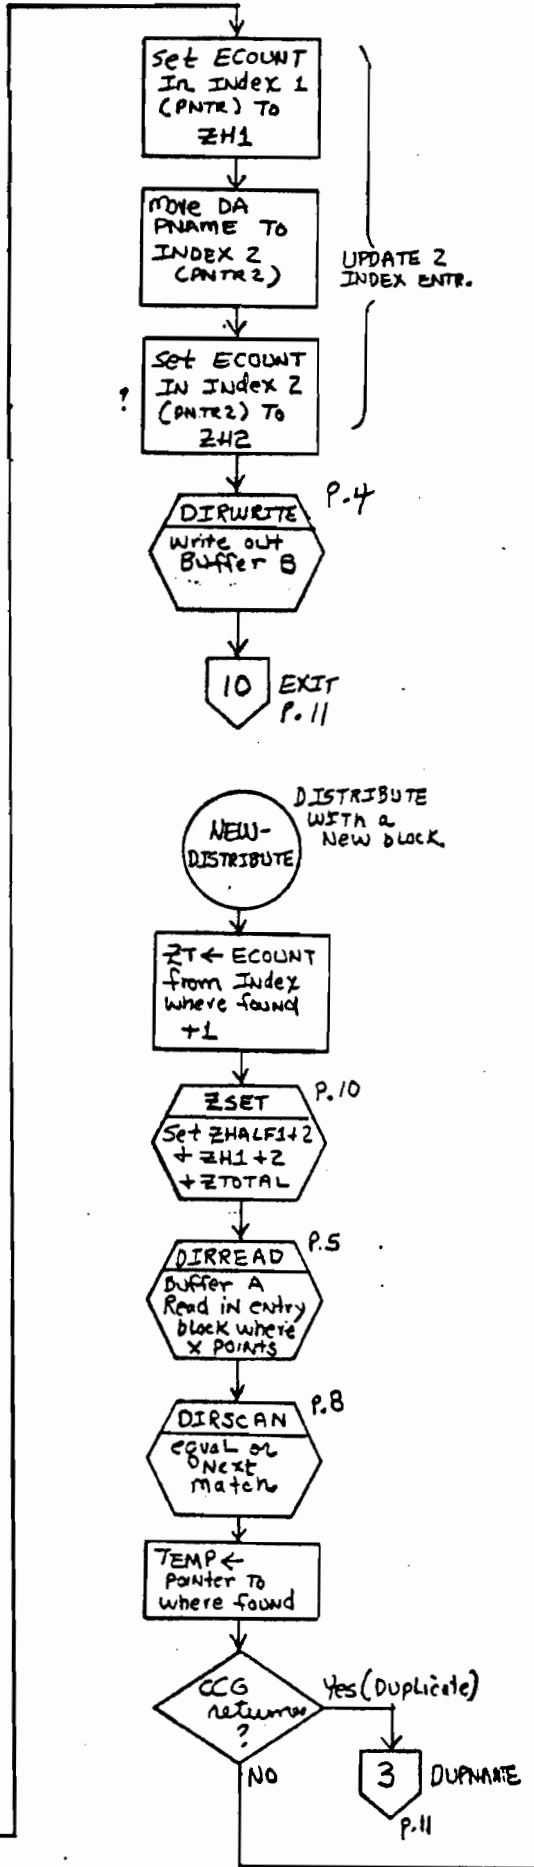 Set ECOUNT
In Index 1
(PNTR) To
ZH1
Move DA
PNAME TO
INDEX 2
(PNTR2)
UPDATE 2
INDEX ENTR.
Set ECOUNT
IN Index 2
(PNTR2) To
ZH2
?
P.4
DIRWRITE
Write out
Buffer B
10
EXIT
P.11
NEW-
DISTRIBUTE
DISTRIBUTE
WITH a
New block.
ZT ← ECOUNT
from Index
where found
+1
P.10
ZSET
Set ZHALF1+2
+ ZH1+2
+ZTOTAL
P.5
DIRREAD
Buffer A
Read in entry
block where
X POINTS
P.8
DIRSCAN
equal or
Next
match
TEMP ←
Pointer To
where found
CCG
returns
?
Yes (Duplicate)
NO
3
DUPNAME
P.11